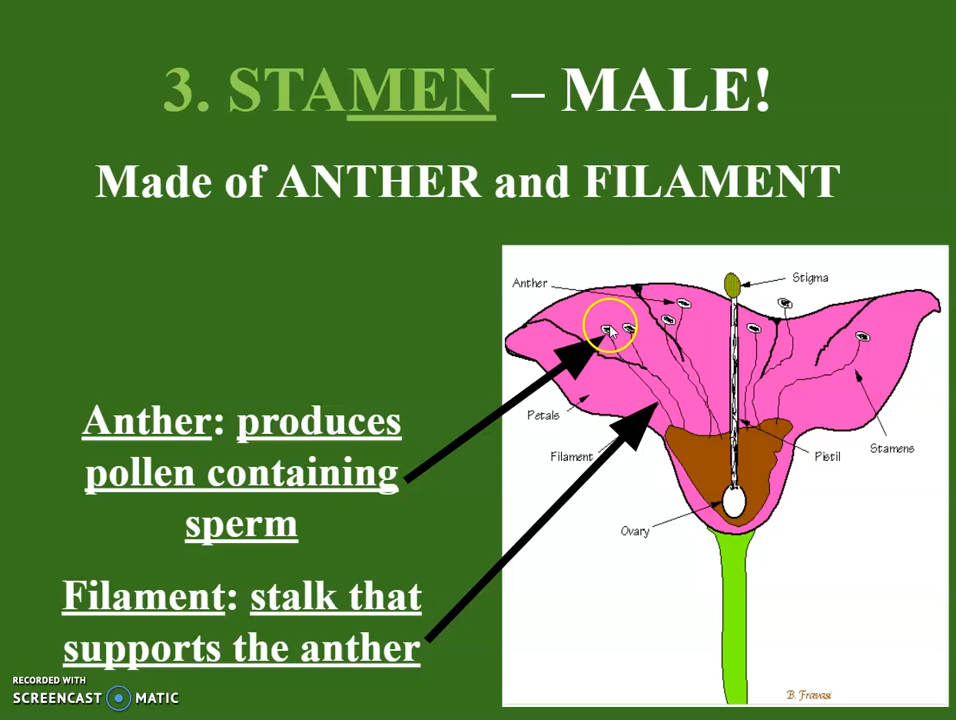 3. STAMEN – MALE!
Made of ANTHER and FILAMENT
Anther: produces
pollen containing
sperm
Filament: stalk that
supports the anther
Anther
Stigma
Petals
Filament
Pistil
Stamens
Ovary
B. Fravasi
RECORDED WITH
SCREENCAST MATIC